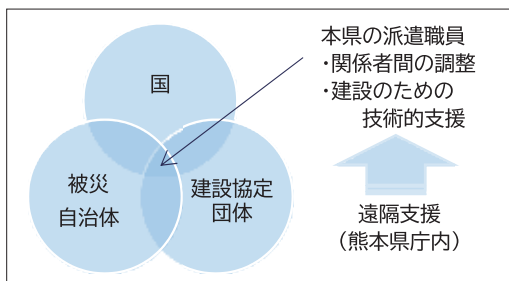 国
被災
自治体
建設協定
団体
本県の派遣職員
・関係者間の調整
・建設のための
技術的支援
遠隔支援
（熊本県庁内）